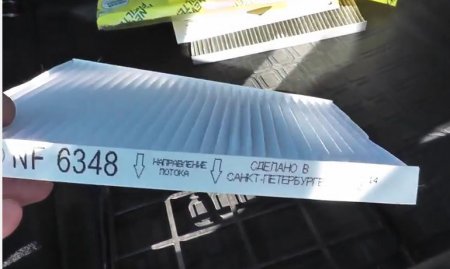 NF 6348
НАПРАВЛЕНИЕ
ПОТОКА
СДЕЛАНО В
САНКТ-ПЕТЕРБУРГЕ